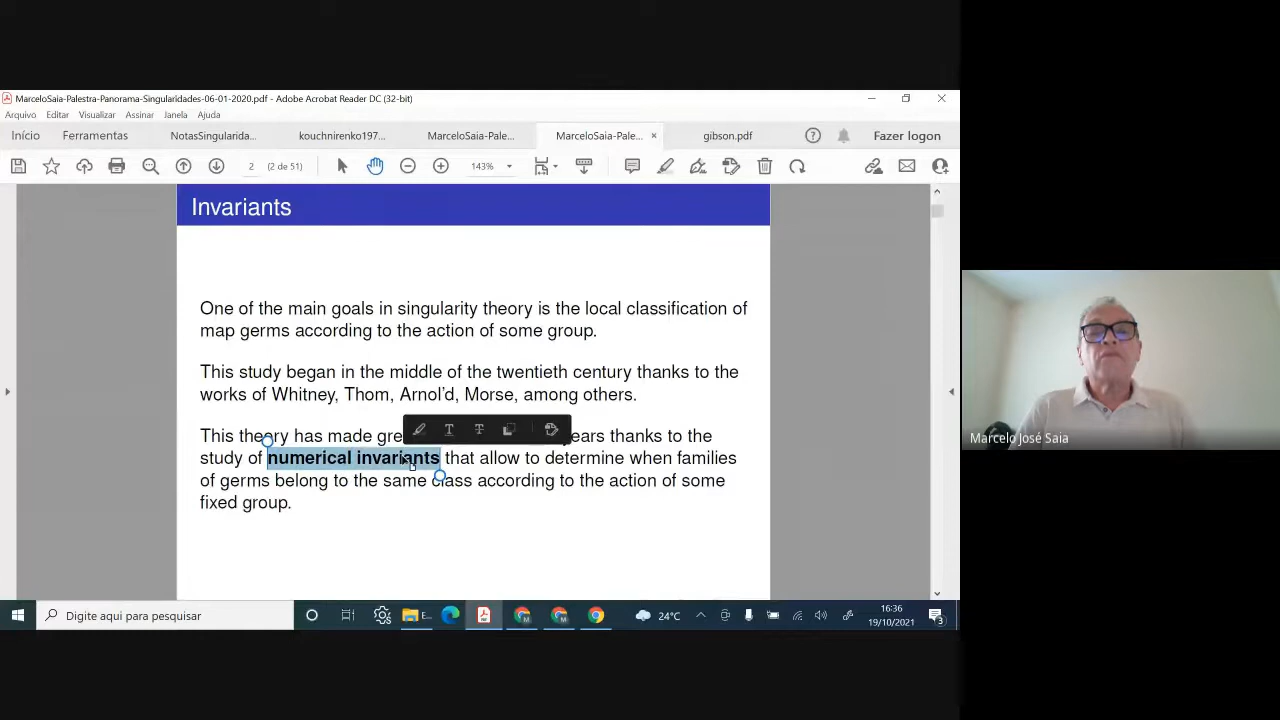 MarceloSaia-Palestra-Panorama-Singularidades-06-01-2020.pdf - Adobe Acrobat Reader DC (32-bit)
Arquivo Editar Visualizar Assinar Janela Ajuda
Início Ferramentas NotasSingularida... kouchnirenko197... MarceloSaia-Pale... MarceloSaia-Pale... × gibson.pdf Fazer logon
2 (2 de 51) 143%
Invariants
One of the main goals in singularity theory is the local classification of
map germs according to the action of some group.
This study began in the middle of the twentieth century thanks to the
works of Whitney, Thom, Arnol'd, Morse, among others.
This theory has made gre ears thanks to the
study of numerical invariants that allow to determine when families
of germs belong to the same class according to the action of some
fixed group.
Marcelo José Saia
Digite aqui para pesquisar E... 24°C 16:36
19/10/2021 3